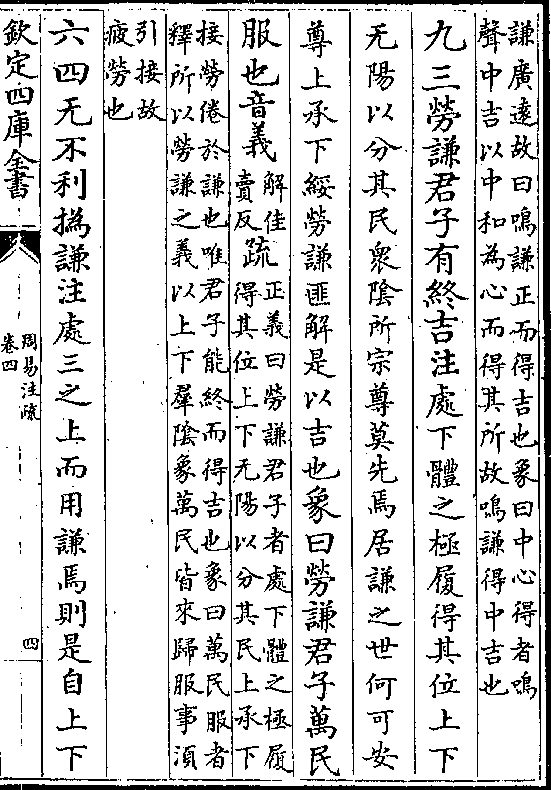 謙廣遠故曰鳴謙正而得吉也象曰中心得者鳴
聲中吉以中和為心而得其所故鳴謙得中吉也
九三勞謙君子有終吉注處下體之極履得其位上下
无陽以分其民衆陰所宗尊莫先焉居謙之世何可安
尊上承下綏勞謙匪解是以吉也象曰勞謙君子萬民
服也音義
解佳
賣反
疏
正義曰勞謙君子者處下體之極履
得其位上下无陽以分其民上承下
接勞倦於謙也唯君子能終而得吉也象曰萬民服者
釋所以勞謙之義以上下羣陰象萬民皆來歸服事湏
引接故
疲勞也
六四无不利撝謙注處三之上而用謙焉則是自上下
欽定四庫全書
周易注疏
卷四
四